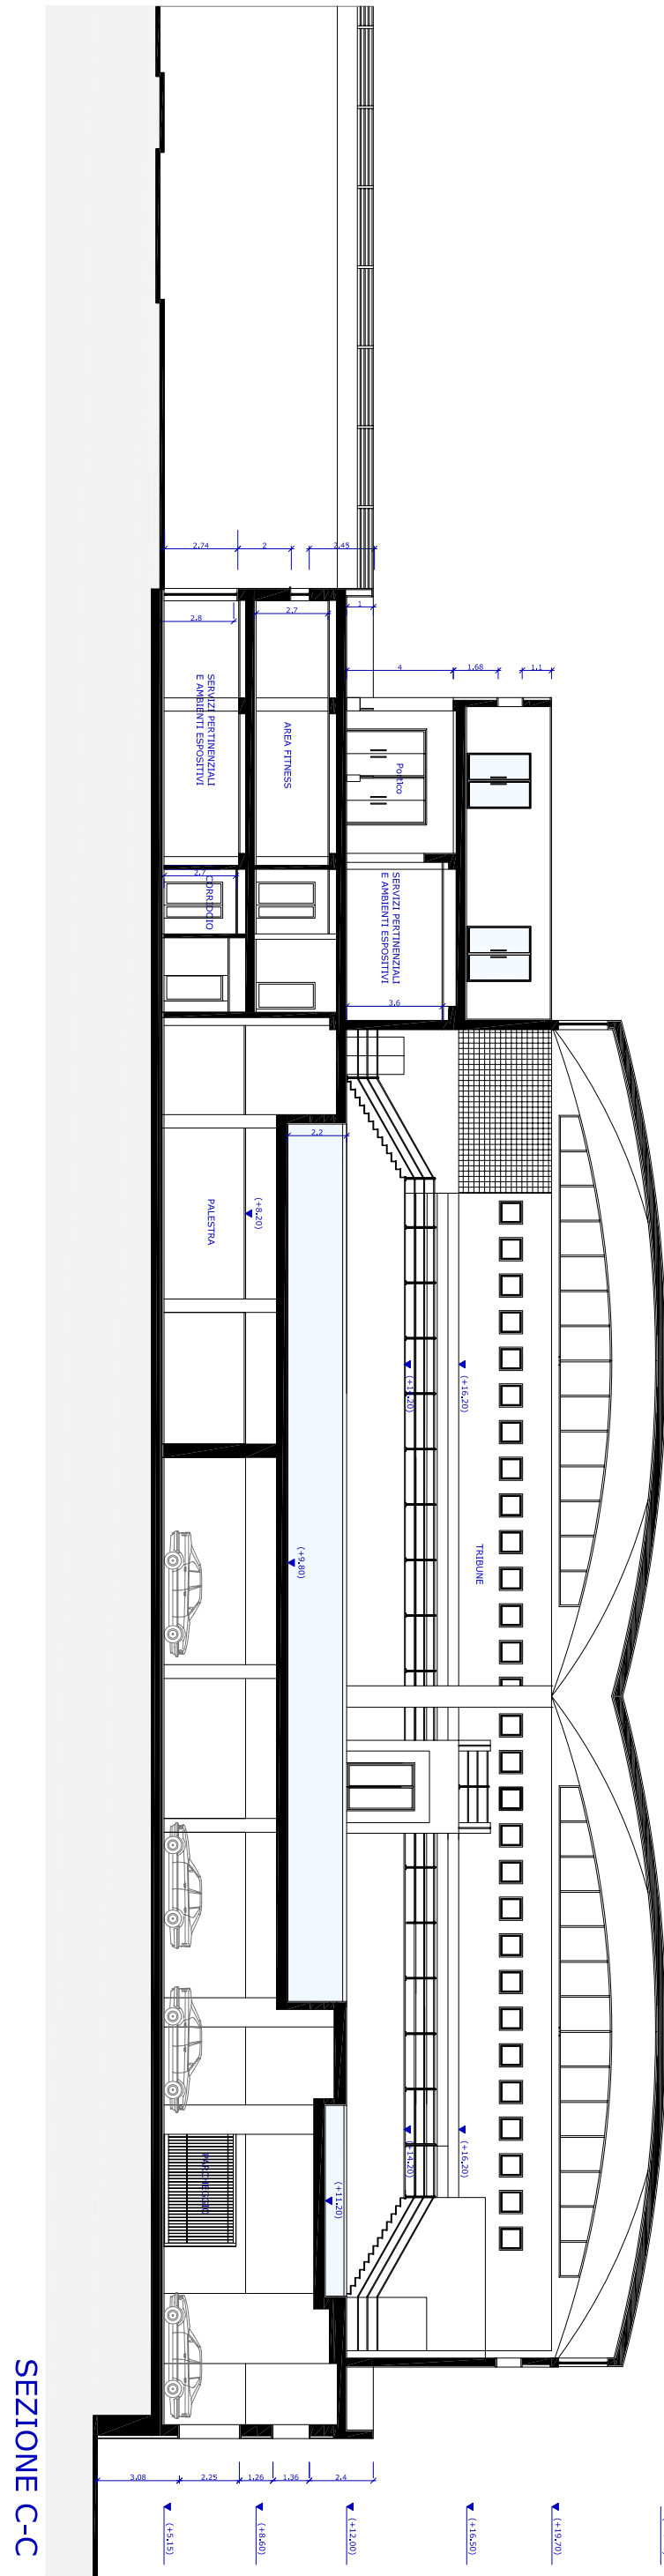 2.74
2
2.45
1
2.8
2.7
4
1.68
1.1
SERVIZI PERTINENZIALI
E AMBIENTI ESPOSITIVI
AREA FITNESS
Portico
2.7
CORRIDOIO
SERVIZI PERTINENZIALI
E AMBIENTI ESPOSITIVI
3.6
2.2
PALESTRA
(+8.20)
(+14.20)
(+16.20)
(+9.80)
TRIBUNE
(+14.20)
(+16.20)
PARCHEGGIO
(+11.20)
3.08
2.25
1.26
1.36
2.4
(+5.15)
(+8.60)
(+12.00)
(+16.50)
(+19.70)
SEZIONE C-C